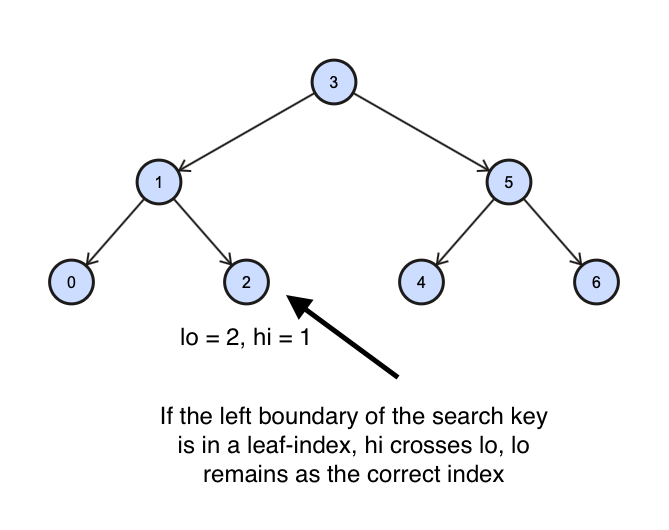 3
1
5
0
2
4
6
lo = 2, hi = 1
If the left boundary of the search key
is in a leaf-index, hi crosses lo, lo
remains as the correct index